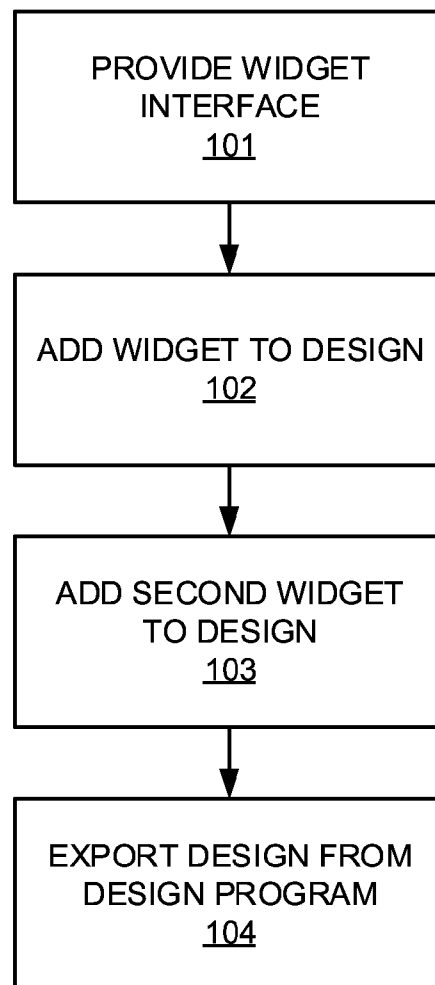 PROVIDE WIDGET
INTERFACE
101
ADD WIDGET TO DESIGN
102
ADD SECOND WIDGET
TO DESIGN
103
EXPORT DESIGN FROM
DESIGN PROGRAM
104